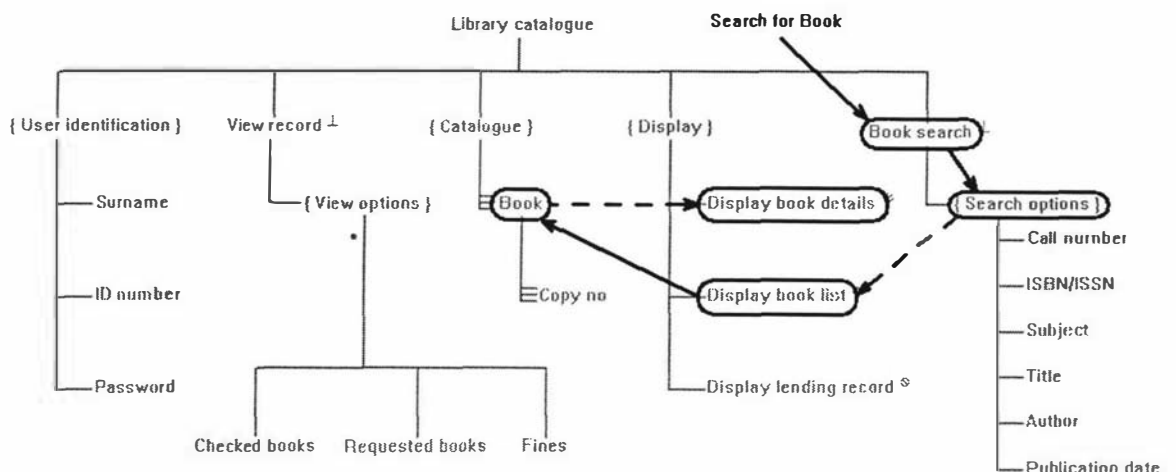 Library catalogue
Search for Book
{ User identification }
View record ⊥
{ Catalogue }
{ Display }
Book search ⊥
Surname
{ View options }
Book
Display book details
{ Search options }
Call number
ID number
Copy no
Display book list
ISBN/ISSN
Subject
Password
Display lending record s
Title
Author
Checked books
Requested books
Fines
Publication date